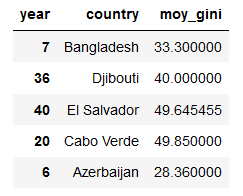 year country moy_gini
7 Bangladesh 33.300000
36 Djibouti 40.000000
40 El Salvador 49.645455
20 Cabo Verde 49.850000
6 Azerbaijan 28.360000